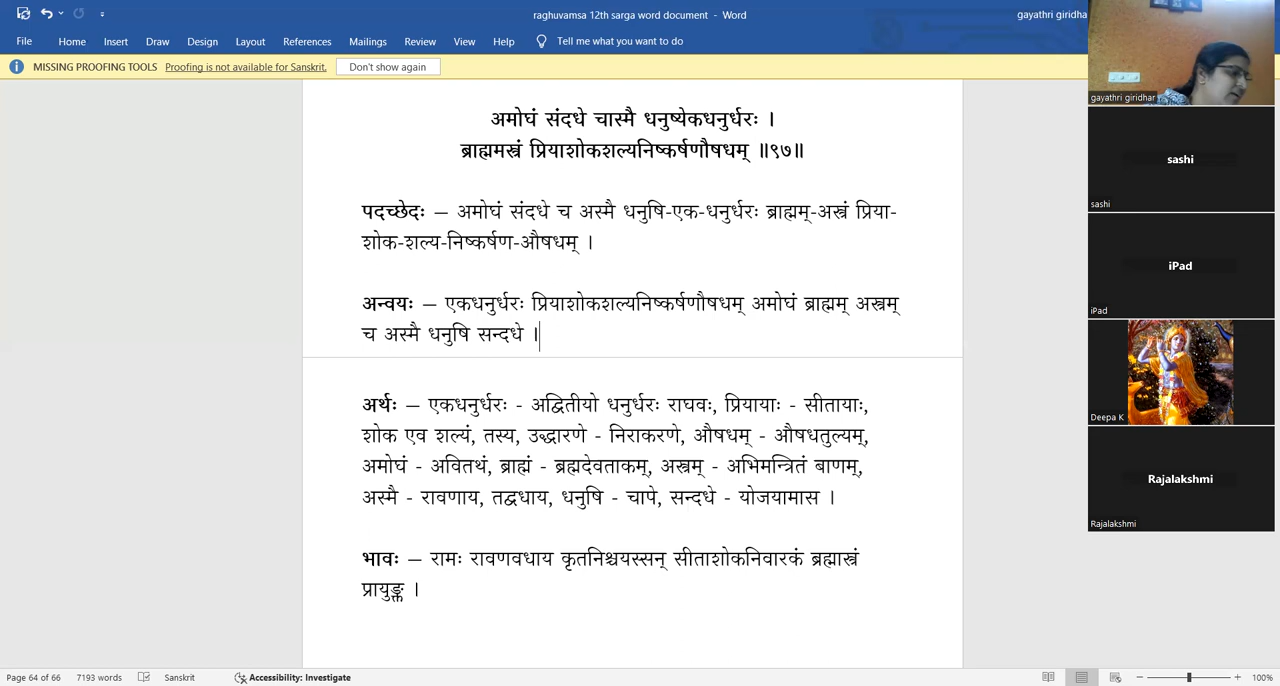 raghuvamsa 12th sarga word document - Word
gayathri giridha
File Home Insert Draw Design Layout References Mailings Review View Help Tell me what you want to do
MISSING PROOFING TOOLS Proofing is not available for Sanskrit. Don't show again
अमोघं संदधे चास्मै धनुष्येकधनुर्धरः ।
ब्राह्ममस्त्रं प्रियाशोकशल्यनिष्कर्षणौषधम् ॥९७॥
पदच्छेदः – अमोघं संदधे च अस्मै धनुषि-एक-धनुर्धरः ब्राह्मम्-अस्त्रं प्रिया-
शोक-शल्य-निष्कर्षण-औषधम् ।
अन्वयः – एकधनुर्धरः प्रियाशोकशल्यनिष्कर्षणौषधम् अमोघं ब्राह्मम् अस्त्रम्
च अस्मै धनुषि सन्दधे ।
अर्थः – एकधनुर्धरः - अद्वितीयो धनुर्धरः राघवः, प्रियायाः - सीतायाः,
शोक एव शल्यं, तस्य, उद्धारणे - निराकरणे, औषधम् - औषधतुल्यम्,
अमोघं - अवितथं, ब्राह्मं - ब्रह्मदेवताकम्, अस्त्रम् - अभिमन्त्रितं बाणम्,
अस्मै - रावणाय, तद्वधाय, धनुषि - चापे, सन्दधे - योजयामास ।
भावः – रामः रावणवधाय कृतनिश्चयस्सन् सीताशोकनिवारकं ब्रह्मास्त्रं
प्रायुङ्क्त ।
gayathri giridhar
sashi
sashi
iPad
iPad
Deepa K
Rajalakshmi
Rajalakshmi
Page 64 of 66 7193 words Sanskrit Accessibility: Investigate 100%